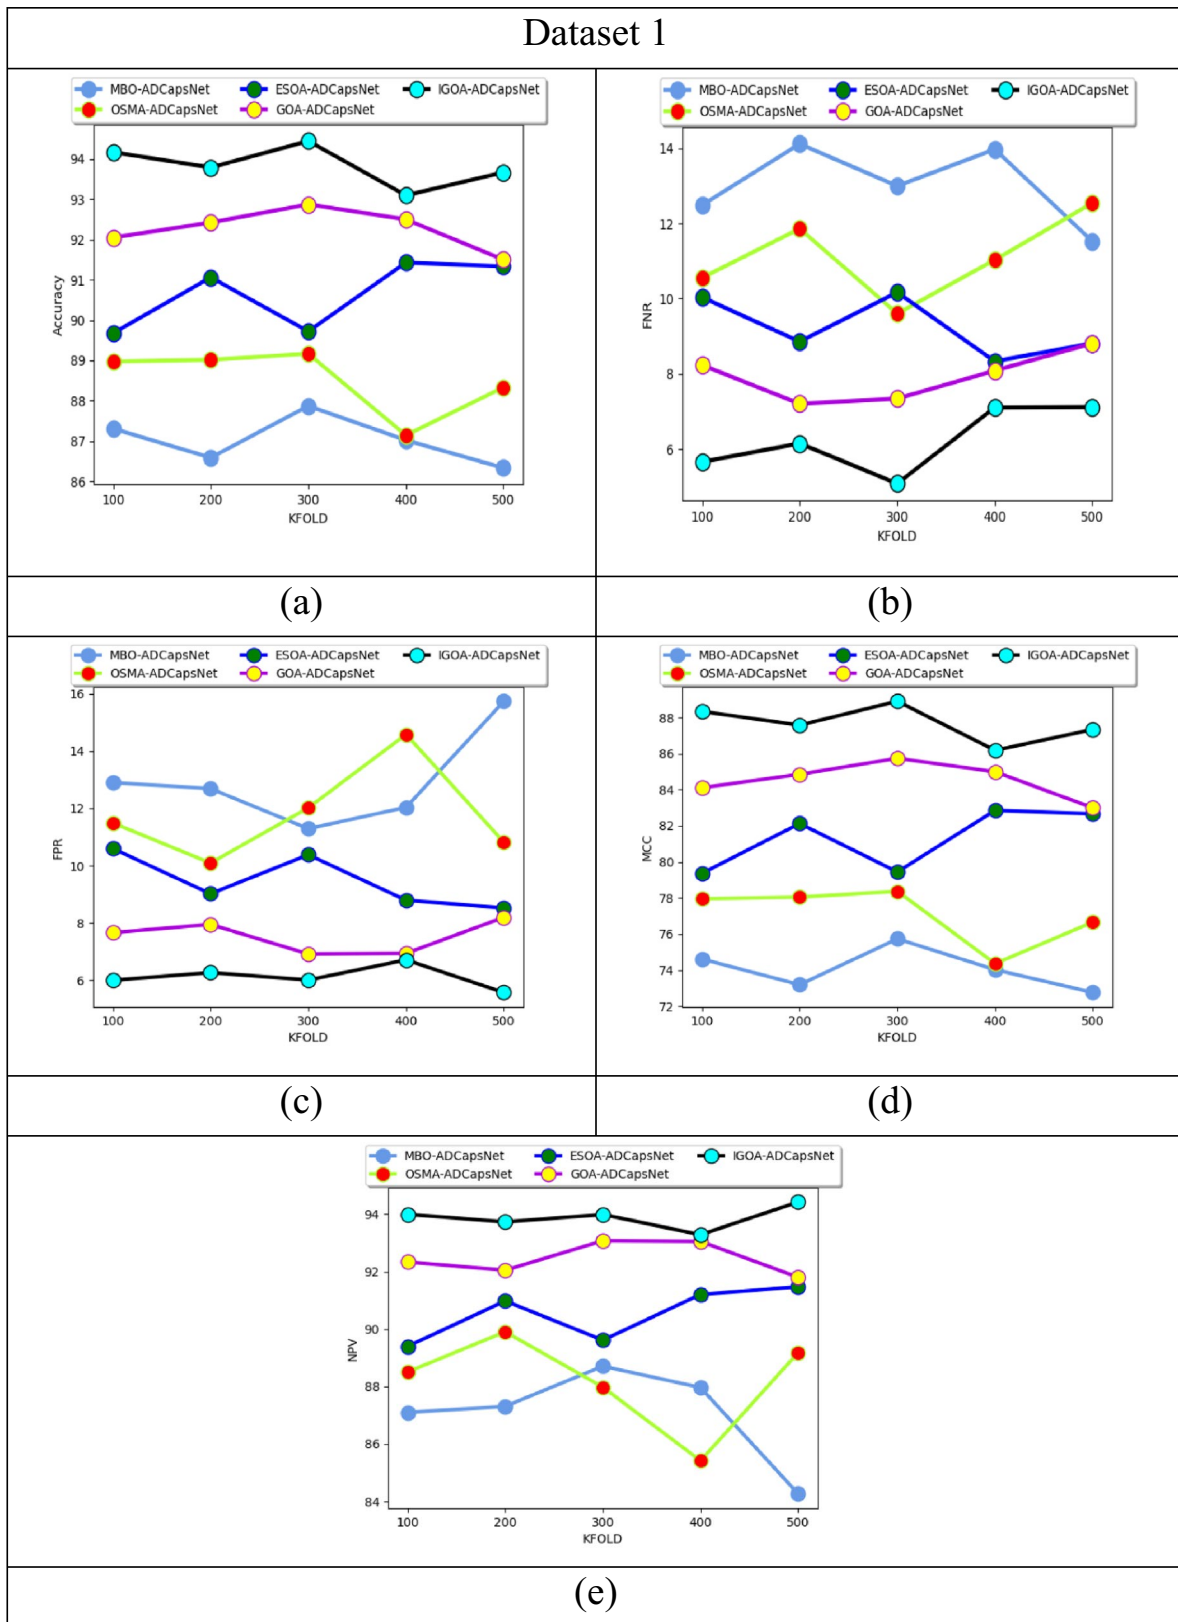 Dataset 1
MBO-ADCapsNet ESOA-ADCapsNet IGOA-ADCapsNet
OSMA-ADCapsNet GOA-ADCapsNet
94
93
92
91
90
89
88
87
86
Accuracy
100 200 300 400 500
KFOLD
MBO-ADCapsNet ESOA-ADCapsNet IGOA-ADCapsNet
OSMA-ADCapsNet GOA-ADCapsNet
14
12
10
8
6
FNR
100 200 300 400 500
KFOLD
(a)
(b)
MBO-ADCapsNet ESOA-ADCapsNet IGOA-ADCapsNet
OSMA-ADCapsNet GOA-ADCapsNet
16
14
12
10
8
6
FPR
100 200 300 400 500
KFOLD
MBO-ADCapsNet ESOA-ADCapsNet IGOA-ADCapsNet
OSMA-ADCapsNet GOA-ADCapsNet
88
86
84
82
80
78
76
74
72
MCC
100 200 300 400 500
KFOLD
(c)
(d)
MBO-ADCapsNet ESOA-ADCapsNet IGOA-ADCapsNet
OSMA-ADCapsNet GOA-ADCapsNet
94
92
90
88
86
84
NPV
100 200 300 400 500
KFOLD
(e)